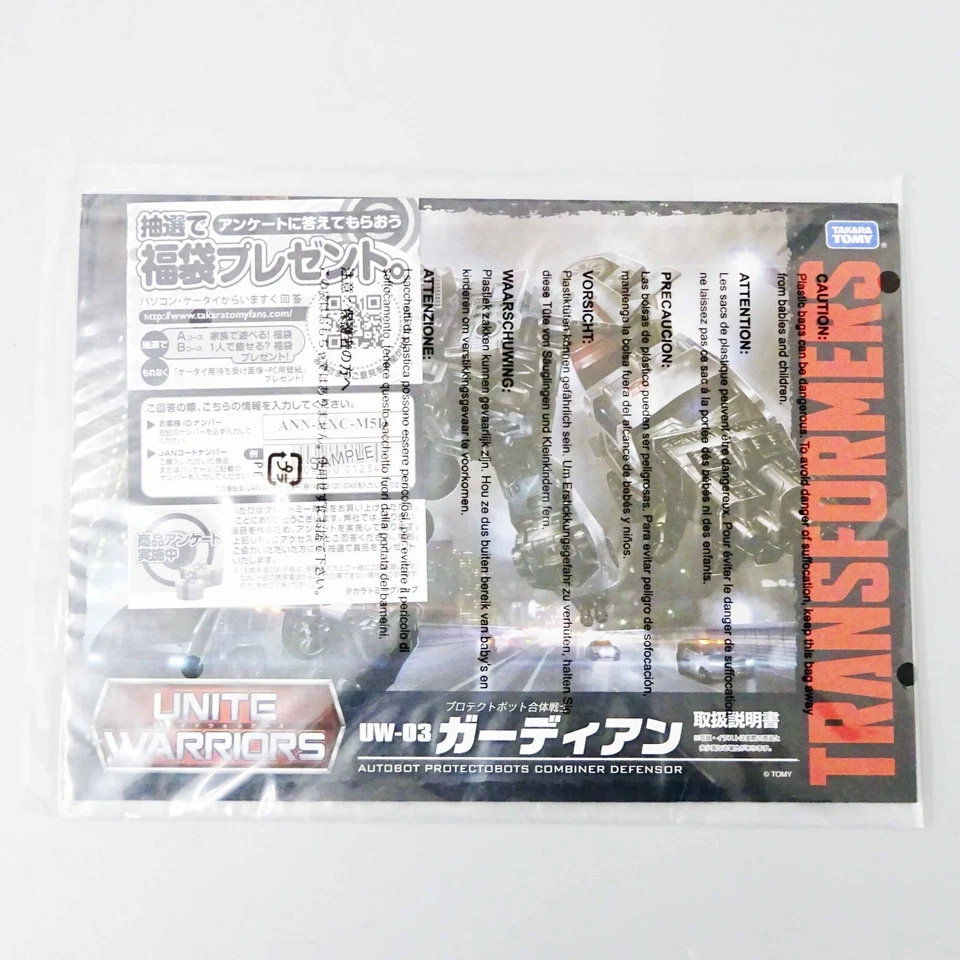 抽選で
アンケートに答えてもらおう
福袋プレゼント。
パソコン・ケータイからいますぐ回答
http://www.takaratomyfans.com/
抽選で
Aコース 家族で遊べる! 福袋
Bコース 1人で愉せる? 福袋
プレゼント!
もれなく
「ケータイ用待ち受け画像・PC用壁紙」
プレゼント!
ご回答の際、こちらの情報を入力してください。
お客様IDナンバー
JANコードナンバー
商品アンケート
実施中
TAKARA
TOMY
TRANSFORMERS
CAUTION:
Plastic bags can be dangerous. To avoid danger of suffocation, keep this bag away
from babies and children.
ATTENTION:
Les sacs de plastique peuvent être dangereux. Pour éviter le danger de suffocation
ne laissez pas ce sac à la portée des bébés ni des enfants.
PRECAUCION:
Las bolsas de plástico pueden ser peligrosas. Para evitar peligro de sofocación,
mantenga la bolsa fuera del alcance de bebés y niños.
VORSICHT:
Plastiktüren können gefährlich sein. Um Erstickkungsgefahr zu verhüten, halten Sie
diese Tüte von Säuglingen und Kleinkindern fern.
WAARSCHUWING:
Plastiek zakken kunnen gevaarlijk zijn. Hou ze dus buiten bereik van baby's en
kinderen om verstikkingsgevaar te voorkomen.
ATTENZIONE:
I sacchetti di plastica possono essere pericolosi, per evitare il pericolo di
soffocamento, tenere questo sacchetto fuori dalla portata dei bambini.
注意：保護者の方へ
UNITE
WARRIORS
プロテクトボット合体戦士
UW-03 ガーディアン
取扱説明書
AUTOBOT PROTECTOBOTS COMBINER DEFENSOR
© TOMY